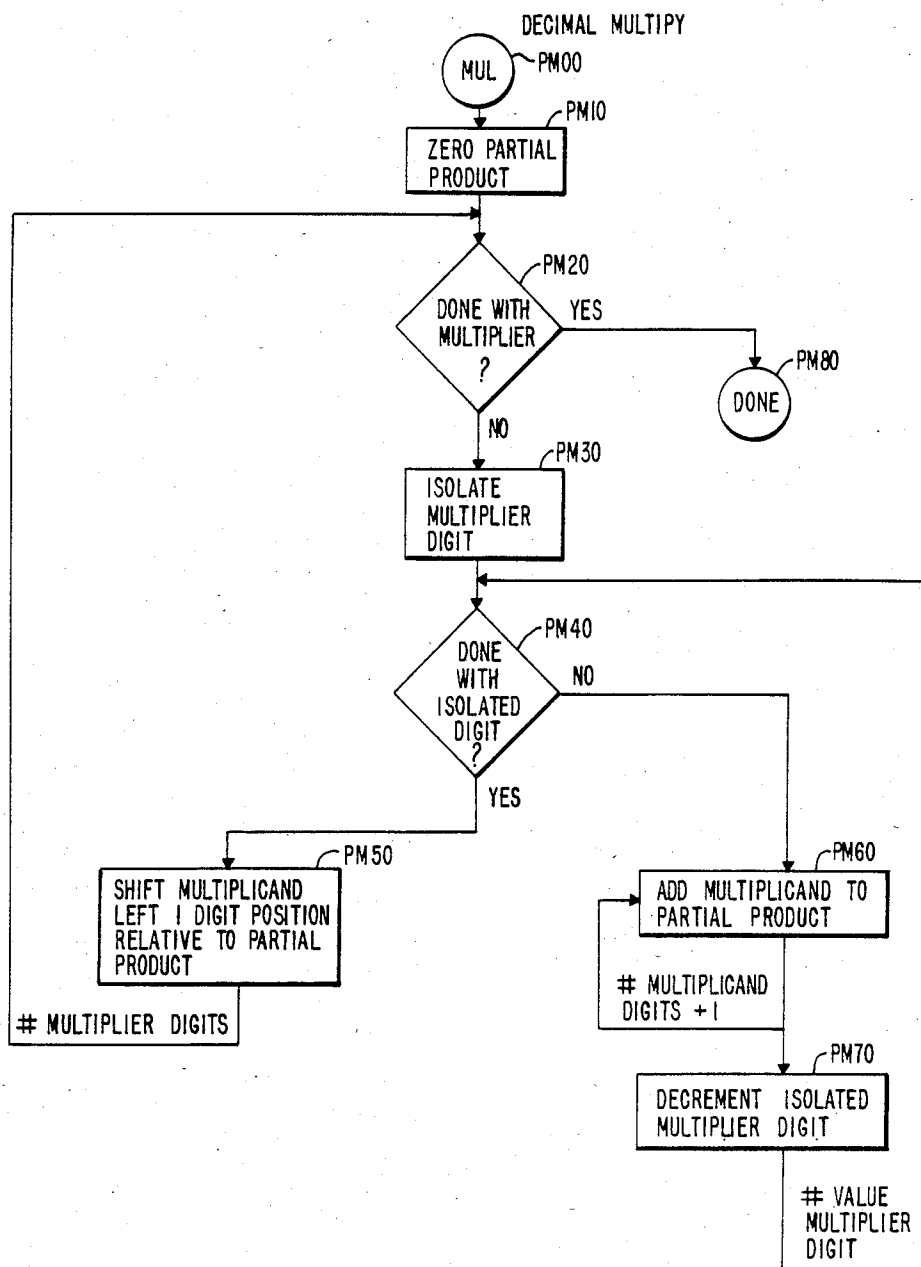 DECIMAL MULTIPY
MUL
PM00
PM10
ZERO PARTIAL
PRODUCT
PM20
DONE WITH
MULTIPLIER
?
YES
PM80
DONE
NO
PM30
ISOLATE
MULTIPLIER
DIGIT
PM40
DONE
WITH
ISOLATED
DIGIT
?
NO
YES
PM50
SHIFT MULTIPLICAND
LEFT 1 DIGIT POSITION
RELATIVE TO PARTIAL
PRODUCT
# MULTIPLIER DIGITS
PM60
ADD MULTIPLICAND TO
PARTIAL PRODUCT
# MULTIPLICAND
DIGITS +1
PM70
DECREMENT ISOLATED
MULTIPLIER DIGIT
# VALUE
MULTIPLIER
DIGIT